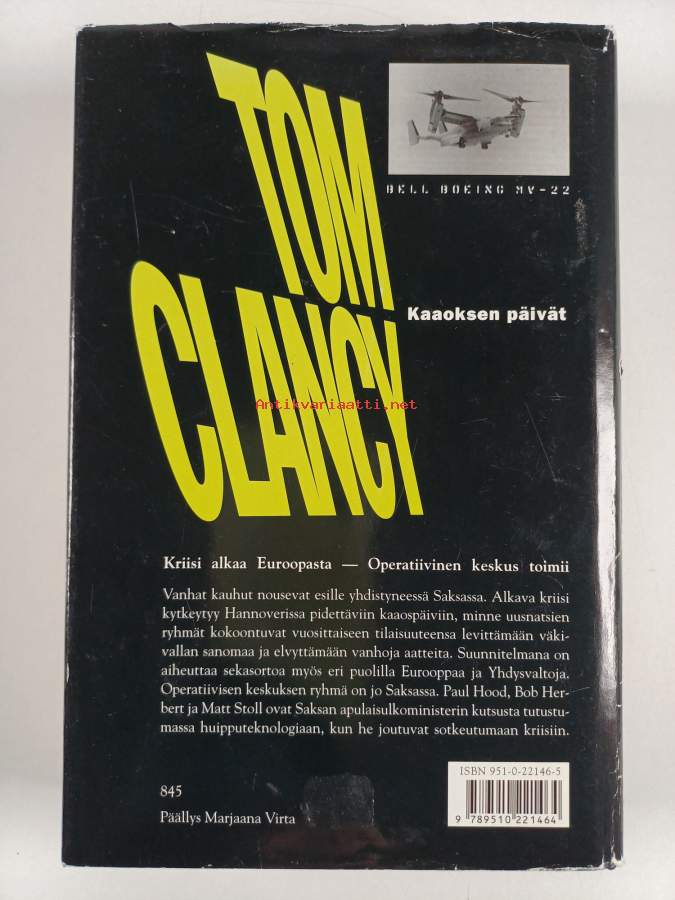 TOM
CLANCY
BELL BOEING MV-22
Kaaoksen päivät
Antikvariaatti.net
Kriisi alkaa Euroopasta — Operatiivinen keskus toimii
Vanhat kauhut nousevat esille yhdistyneessä Saksassa. Alkava kriisi
kytkeytyy Hannoverissa pidettäviin kaaospäiviin, minne uusnatsien
ryhmät kokoontuvat vuosittaiseen tilaisuuteensa levittämään väki-
vallan sanomaa ja elvyttämään vanhoja aatteita. Suunnitelmana on
aiheuttaa sekasortoa myös eri puolilla Eurooppaa ja Yhdysvaltoja.
Operatiivisen keskuksen ryhmä on jo Saksassa. Paul Hood, Bob Her-
bert ja Matt Stoll ovat Saksan apulaisulkoministerin kutsusta tutustu-
massa huipputeknologiaan, kun he joutuvat sotkeutumaan kriisiin.
ISBN 951-0-22146-5
845
Päällys Marjaana Virta
9 789510 221464